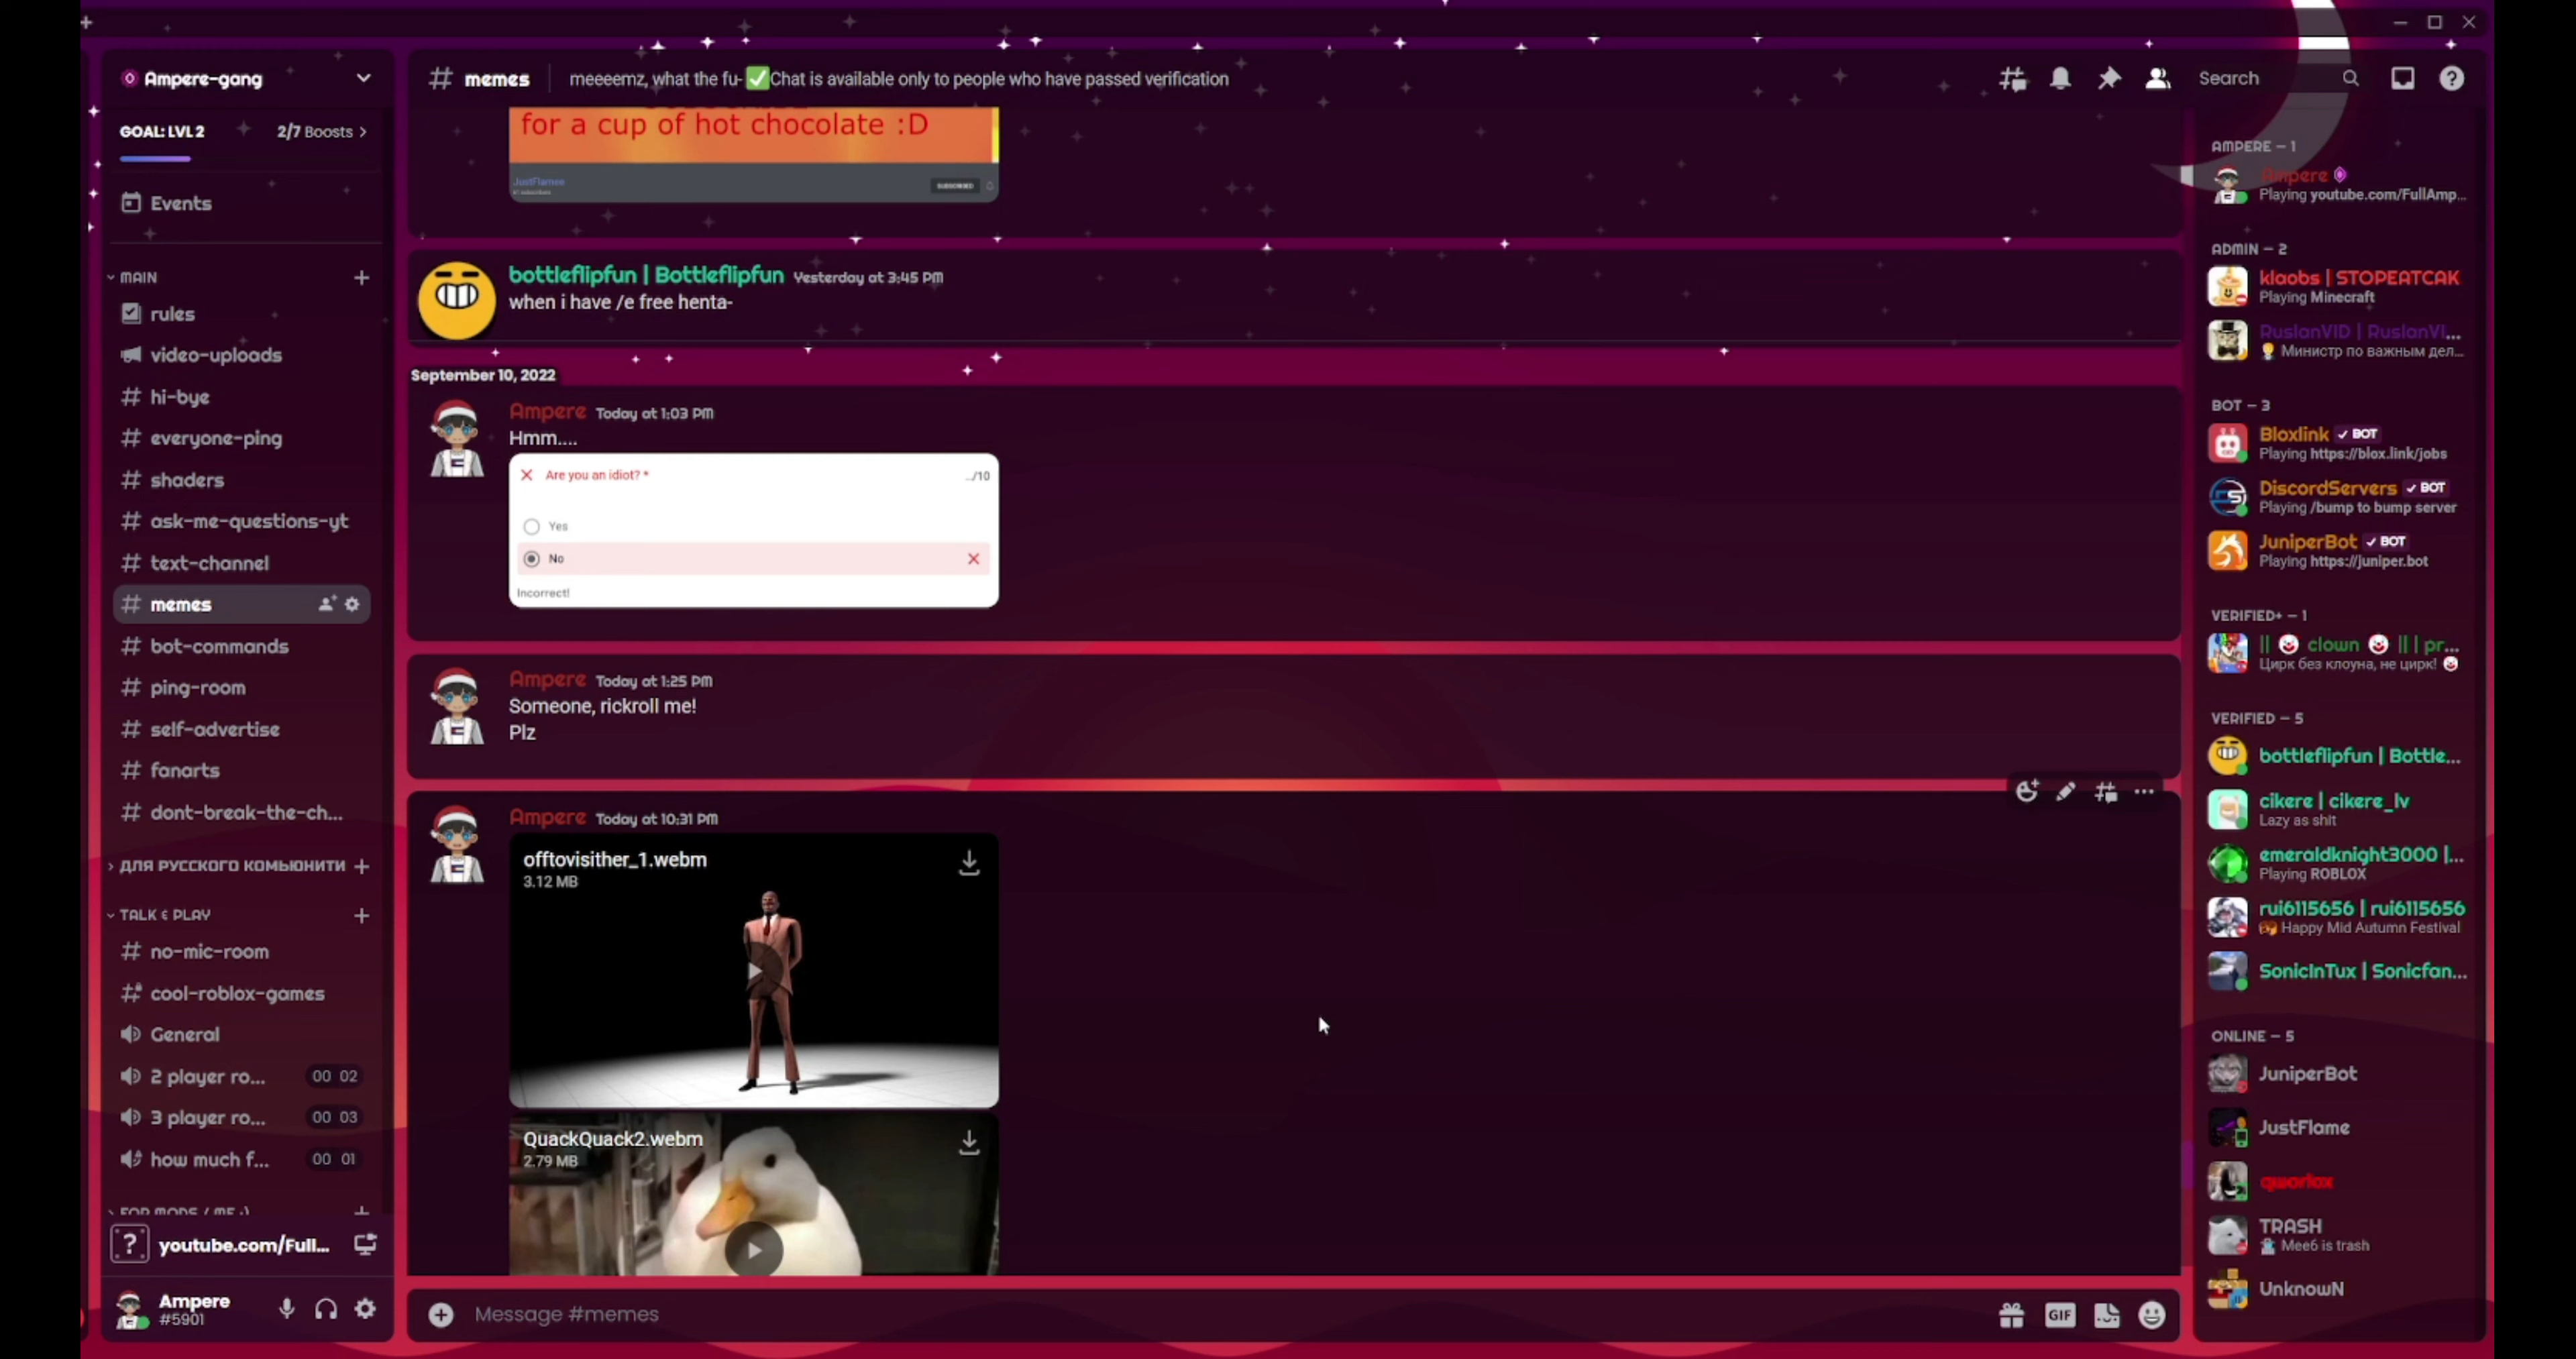 Ampere-gang
GOAL: LVL 2
2/7 Boosts
Events
MAIN
rules
video-uploads
hi-bye
everyone-ping
shaders
ask-me-questions-yt
text-channel
memes
bot-commands
ping-room
self-advertise
fanarts
dont-break-the-ch...
ДЛЯ РУССКОГО КОМЬЮНИТИ
TALK & PLAY
no-mic-room
cool-roblox-games
General
2 player ro... 00 02
3 player ro... 00 03
how much f... 00 01
FOR MODS / ME :)
youtube.com/Full...
Ampere
#5901
memes
meeeemz, what the fu- ✅Chat is available only to people who have passed verification
Search
for a cup of hot chocolate :D
JustFlamee
SUBSCRIBED
bottleflipfun | Bottleflipfun Yesterday at 3:45 PM
when i have /e free henta-
September 10, 2022
Ampere Today at 1:03 PM
Hmm....
Are you an idiot? *
.../10
Yes
No
Incorrect!
Ampere Today at 1:25 PM
Someone, rickroll me!
Plz
Ampere Today at 10:31 PM
offtovisither_1.webm
3.12 MB
QuackQuack2.webm
2.79 MB
Message #memes
GIF
AMPERE — 1
Ampere
Playing youtube.com/FullAmp...
ADMIN — 2
klaobs | STOPEATCAK
Playing Minecraft
RuslanVID | RuslanVI...
Министр по важным дел...
BOT — 3
Bloxlink ✓ BOT
Playing https://blox.link/jobs
DiscordServers ✓ BOT
Playing /bump to bump server
JuniperBot ✓ BOT
Playing https://juniper.bot
VERIFIED+ — 1
|| 🤡 clown 🤡 || | pr...
Цирк без клоуна, не цирк! 🤡
VERIFIED — 5
bottleflipfun | Bottle...
cikere | cikere_lv
Lazy as shit
emeraldknight3000 |...
Playing ROBLOX
rui6115656 | rui6115656
🥮 Happy Mid Autumn Festival
SonicInTux | Sonicfan...
ONLINE — 5
JuniperBot
JustFlame
qwarlox
TRASH
Mee6 is trash
UnknowN